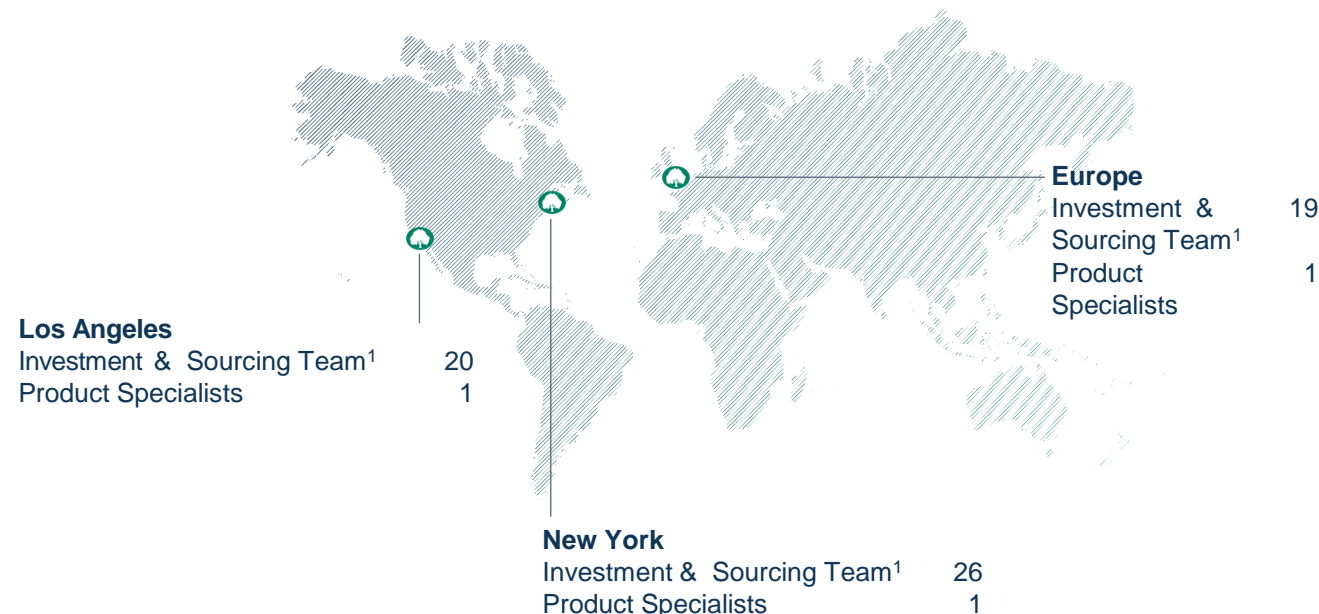 Europe
Investment & 19
Sourcing Team¹
Product 1
Specialists
Los Angeles
Investment & Sourcing Team¹ 20
Product Specialists 1
New York
Investment & Sourcing Team¹ 26
Product Specialists 1